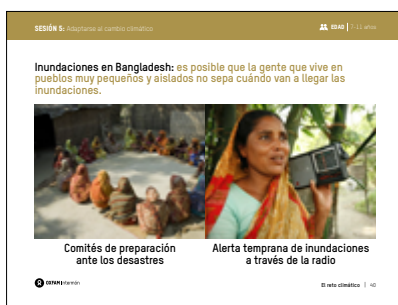 SESIÓN 5: Adaptarse al cambio climático
EDAD | 7-11 años
Inundaciones en Bangladesh: es posible que la gente que vive en
pueblos muy pequeños y aislados no sepa cuándo van a llegar las
inundaciones.
Comités de preparación
ante los desastres
Alerta temprana de inundaciones
a través de la radio
OXFAM Intermón
El reto climático | 40